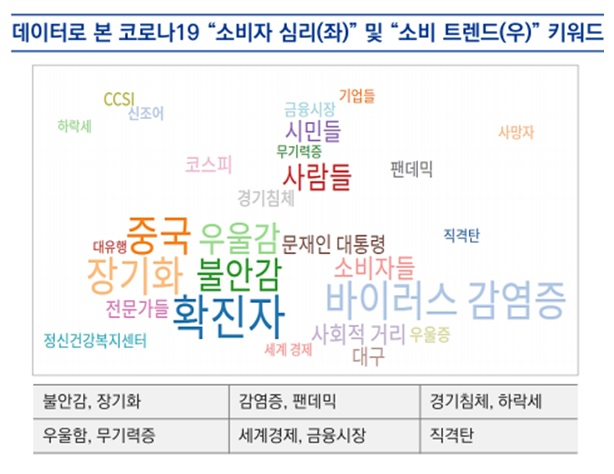 데이터로 본 코로나19 “소비자 심리(좌)” 및 “소비 트렌드(우)” 키워드
CCSI
기업들
신조어
금융시장
하락세
시민들
사망자
무기력증
코스피
사람들
팬데믹
경기침체
중국
우울감
문재인 대통령
직격탄
대유행
장기화
불안감
소비자들
바이러스 감염증
전문가들
확진자
사회적 거리
우울증
정신건강복지센터
세계 경제
대구
불안감, 장기화
감염증, 팬데믹
경기침체, 하락세
우울함, 무기력증
세계경제, 금융시장
직격탄